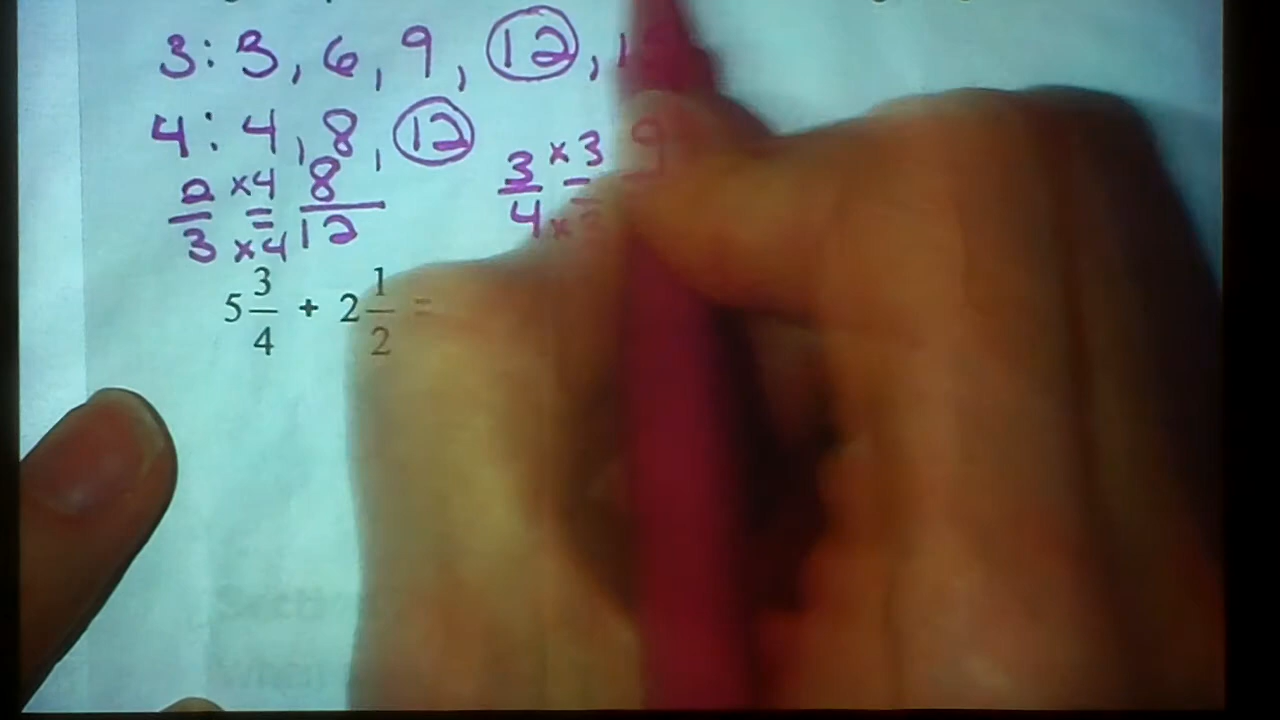 3: 3, 6, 9, 12,
4: 4, 8, 12
2/3 ×4/×4 = 8/12
3/4 ×3/× = 9
5 3/4 + 2 1/2 =